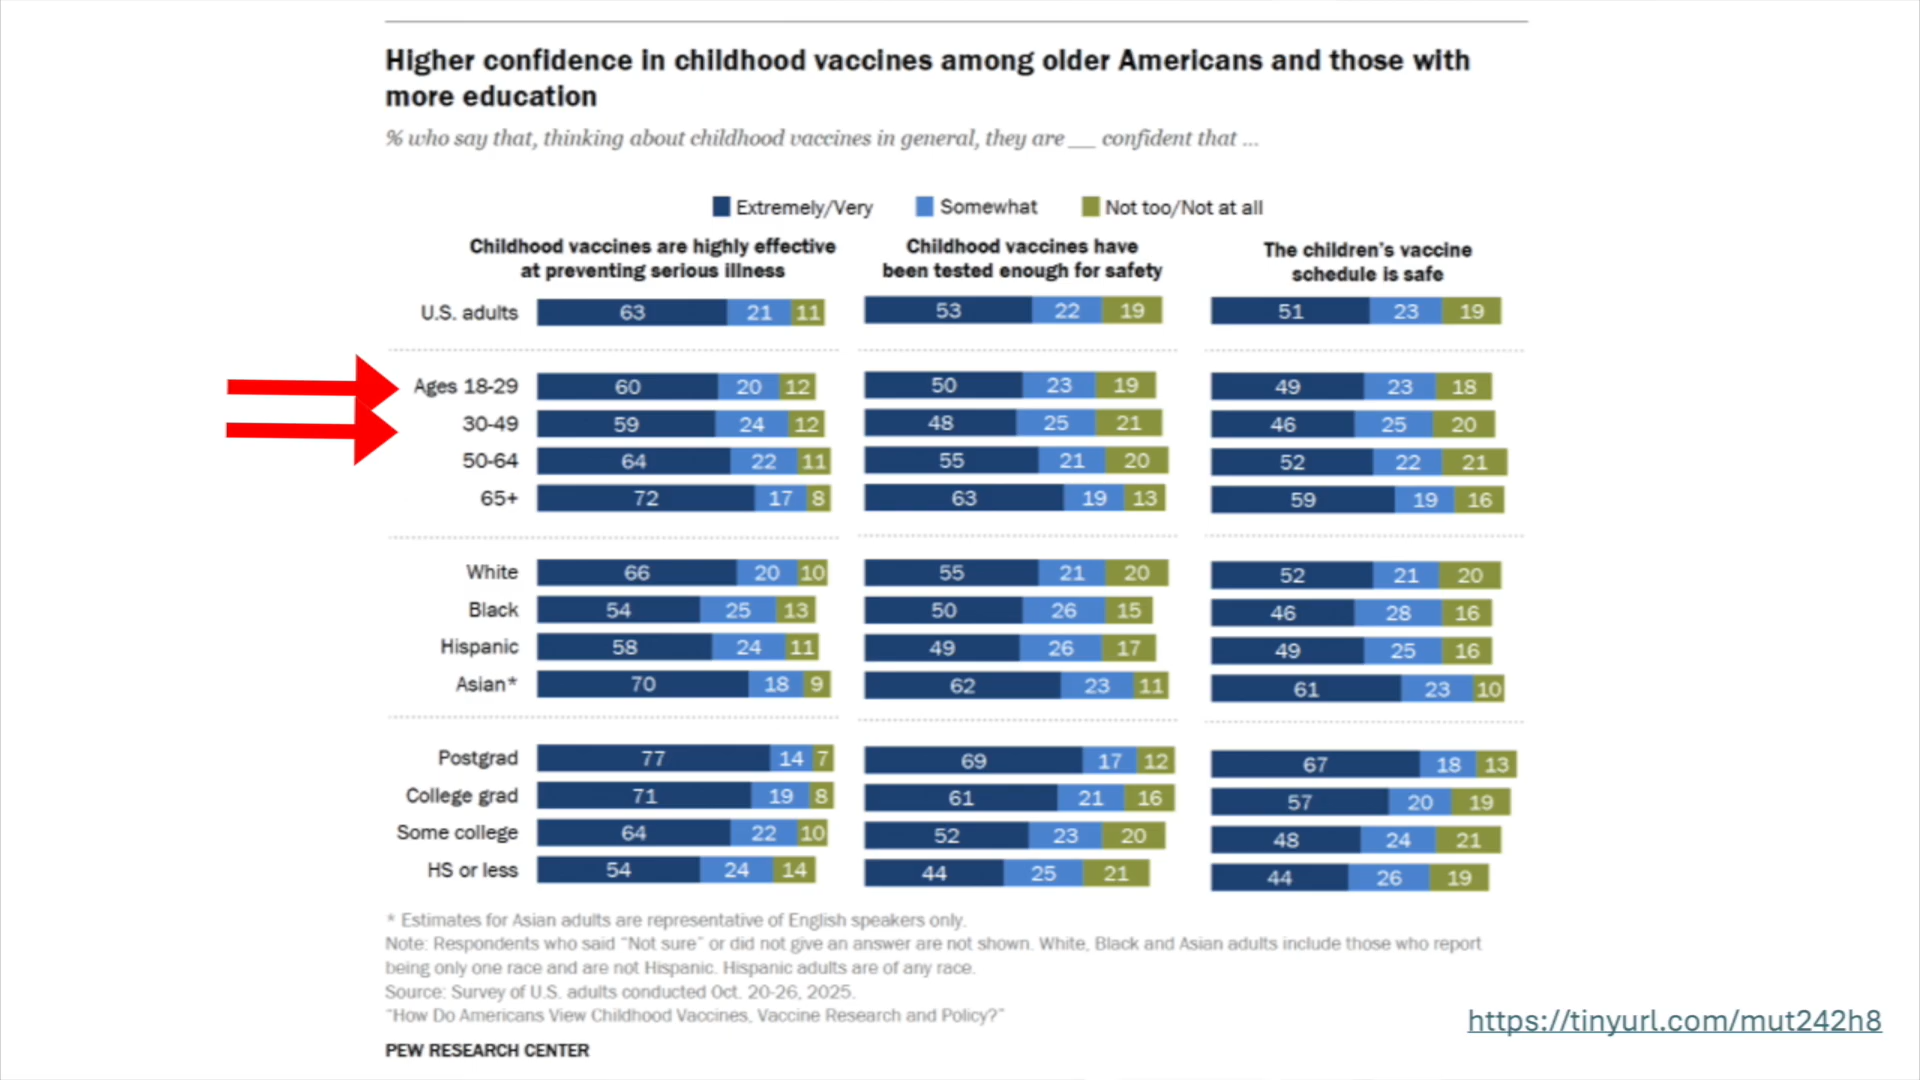 Higher confidence in childhood vaccines among older Americans and those with
more education
% who say that, thinking about childhood vaccines in general, they are __ confident that ...
Extremely/Very Somewhat Not too/Not at all
Childhood vaccines are highly effective
at preventing serious illness
Childhood vaccines have
been tested enough for safety
The children's vaccine
schedule is safe
U.S. adults 63 21 11 53 22 19 51 23 19
Ages 18-29 60 20 12 50 23 19 49 23 18
30-49 59 24 12 48 25 21 46 25 20
50-64 64 22 11 55 21 20 52 22 21
65+ 72 17 8 63 19 13 59 19 16
White 66 20 10 55 21 20 52 21 20
Black 54 25 13 50 26 15 46 28 16
Hispanic 58 24 11 49 26 17 49 25 16
Asian* 70 18 9 62 23 11 61 23 10
Postgrad 77 14 7 69 17 12 67 18 13
College grad 71 19 8 61 21 16 57 20 19
Some college 64 22 10 52 23 20 48 24 21
HS or less 54 24 14 44 25 21 44 26 19
* Estimates for Asian adults are representative of English speakers only.
Note: Respondents who said "Not sure" or did not give an answer are not shown. White, Black and Asian adults include those who report
being only one race and are not Hispanic. Hispanic adults are of any race.
Source: Survey of U.S. adults conducted Oct. 20-26, 2025.
"How Do Americans View Childhood Vaccines, Vaccine Research and Policy?"
PEW RESEARCH CENTER
https://tinyurl.com/mut242h8